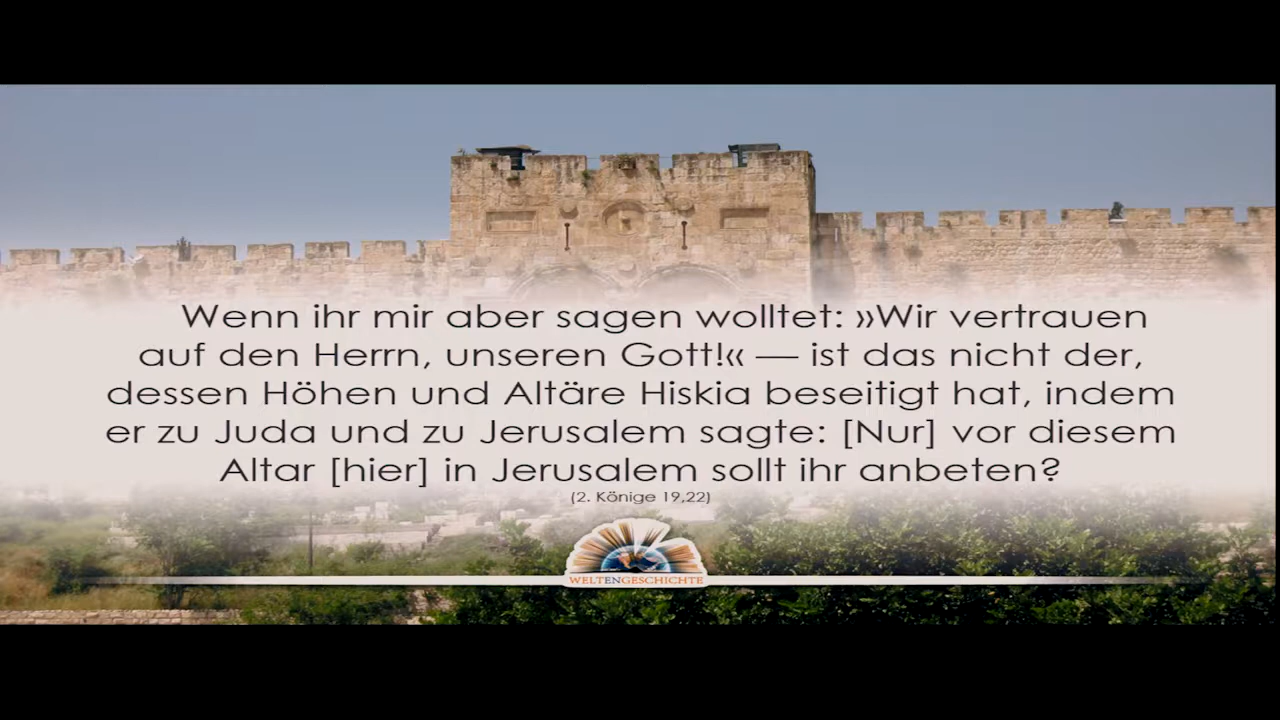 Wenn ihr mir aber sagen wolltet: »Wir vertrauen
auf den Herrn, unseren Gott!« — ist das nicht der,
dessen Höhen und Altäre Hiskia beseitigt hat, indem
er zu Juda und zu Jerusalem sagte: [Nur] vor diesem
Altar [hier] in Jerusalem sollt ihr anbeten?
(2. Könige 19,22)
WELTENGESCHICHTE